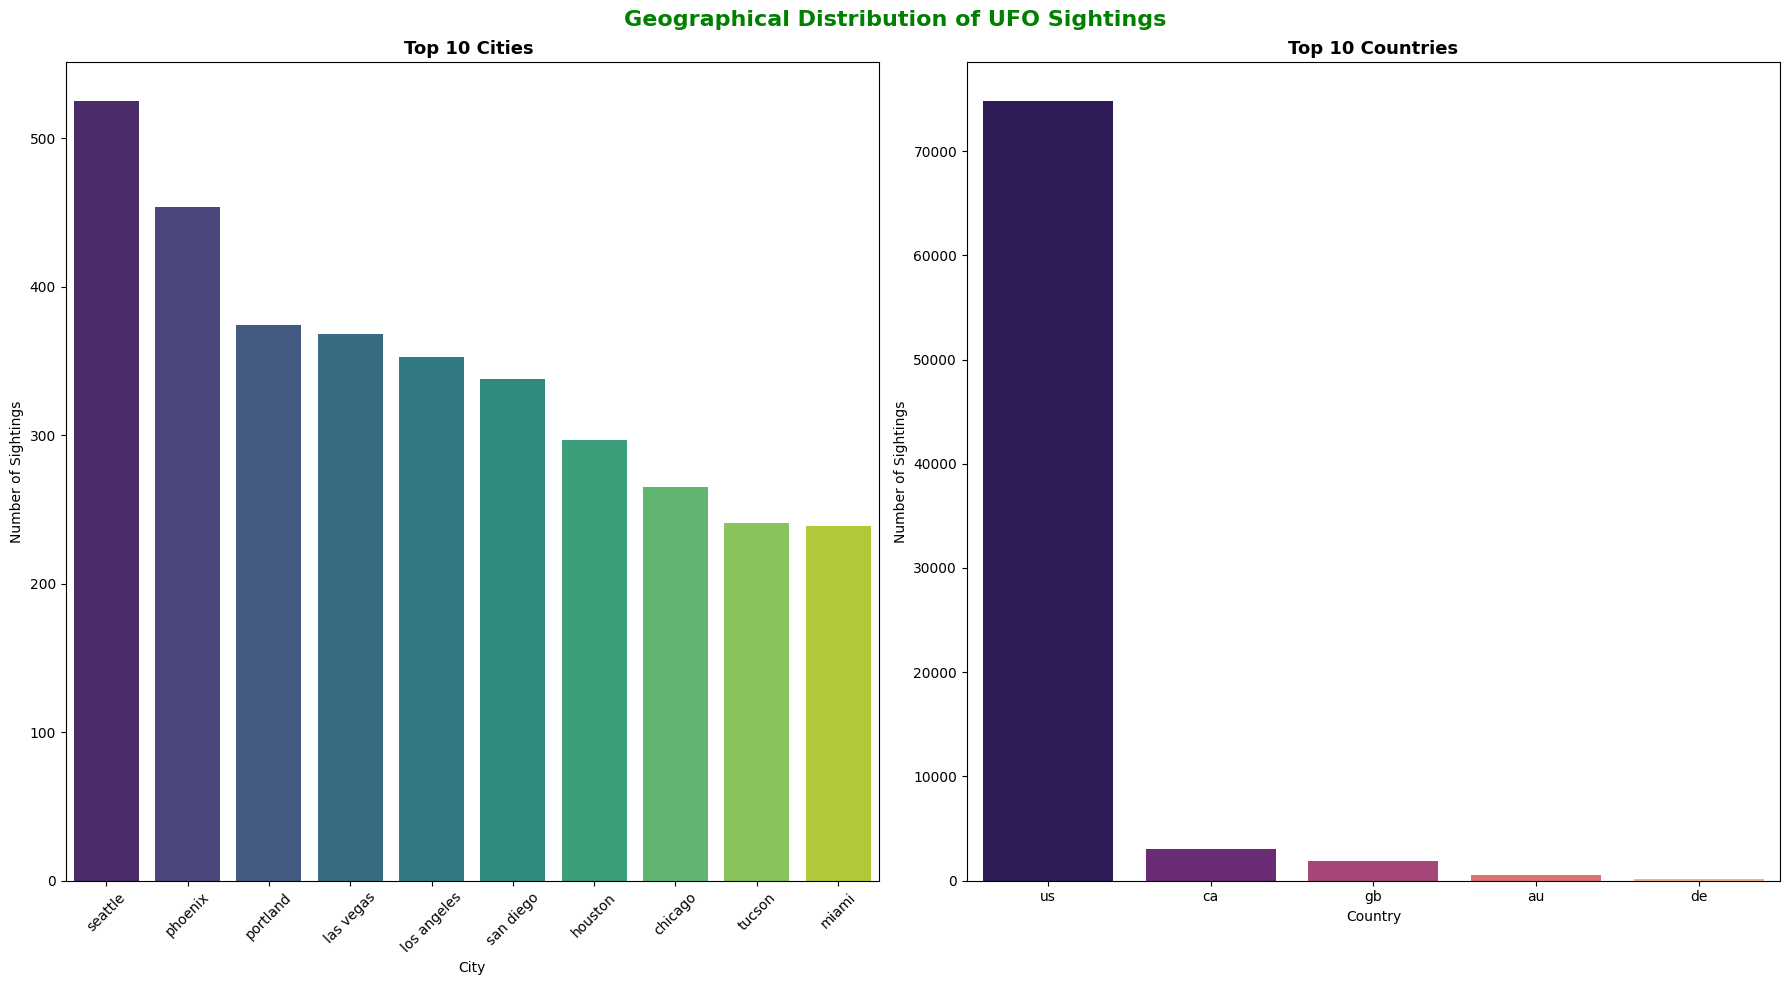 Geographical Distribution of UFO Sightings
Top 10 Cities
Number of Sightings
500
400
300
200
100
0
seattle
phoenix
portland
las vegas
los angeles
san diego
houston
chicago
tucson
miami
City
Top 10 Countries
Number of Sightings
70000
60000
50000
40000
30000
20000
10000
0
us
ca
gb
au
de
Country